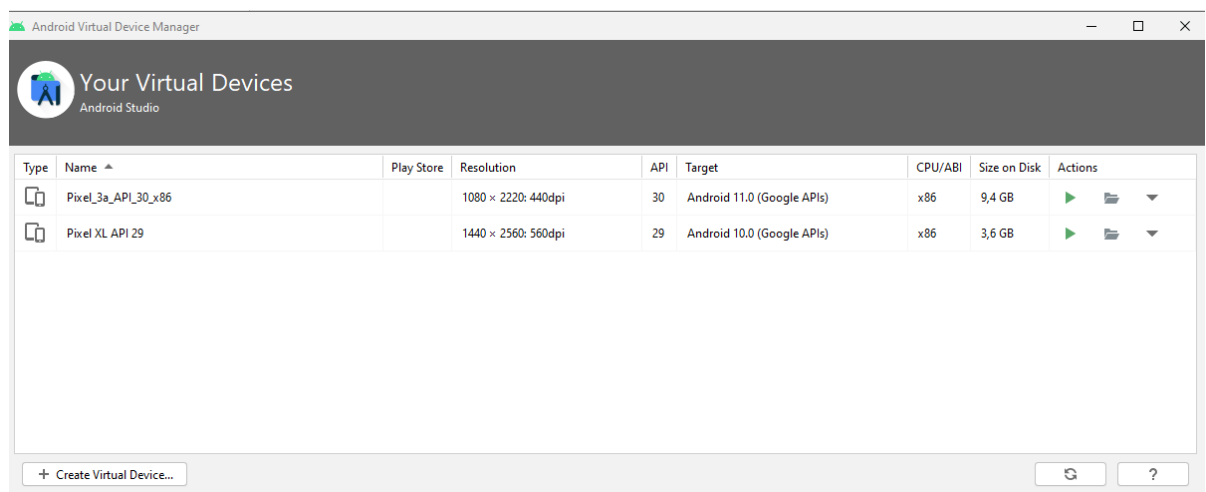 Android Virtual Device Manager
Your Virtual Devices
Android Studio
Type Name Play Store Resolution API Target CPU/ABI Size on Disk Actions
Pixel_3a_API_30_x86 1080 × 2220: 440dpi 30 Android 11.0 (Google APIs) x86 9,4 GB
Pixel XL API 29 1440 × 2560: 560dpi 29 Android 10.0 (Google APIs) x86 3,6 GB
+ Create Virtual Device... ?